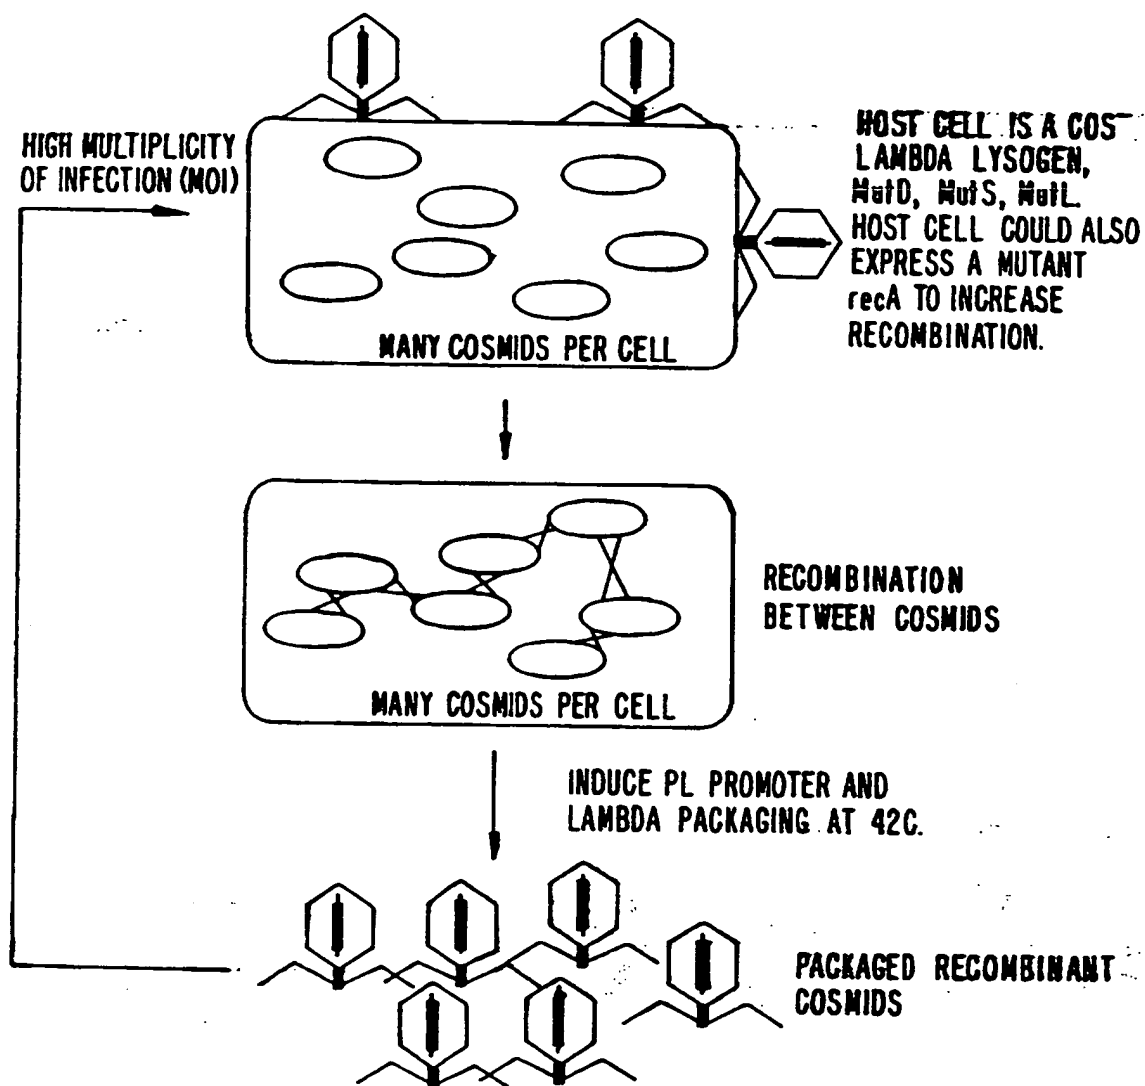 HIGH MULTIPLICITY
OF INFECTION (MOI)
HOST CELL IS A COS⁻
LAMBDA LYSOGEN,
MutD, MutS, MutL.
HOST CELL COULD ALSO
EXPRESS A MUTANT
recA TO INCREASE
RECOMBINATION.
MANY COSMIDS PER CELL
RECOMBINATION
BETWEEN COSMIDS
MANY COSMIDS PER CELL
INDUCE PL PROMOTER AND
LAMBDA PACKAGING AT 42C.
PACKAGED RECOMBINANT
COSMIDS